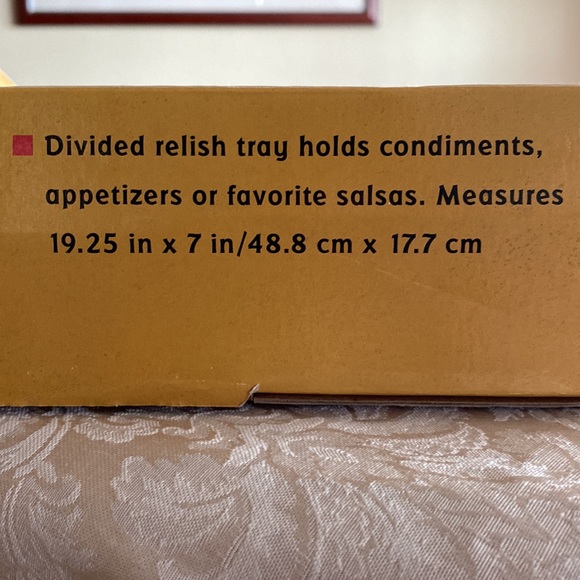 Divided relish tray holds condiments,
appetizers or favorite salsas. Measures
19.25 in x 7 in/48.8 cm x 17.7 cm